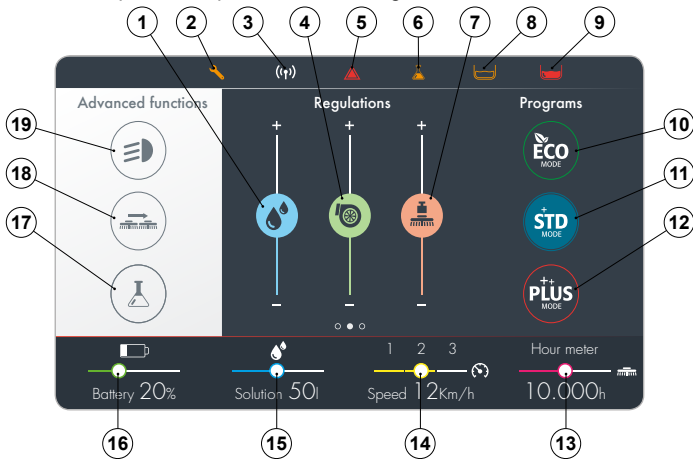 1 2 3 4 5 6 7 8 9
Advanced functions Regulations Programs
+ + +
19 10
ECO
MODE
18 11
+
STD
MODE
17 12
++
PLUS
MODE
− − −
1 2 3 Hour meter
Battery 20% Solution 50l Speed 12Km/h 10.000h
16 15 14 13